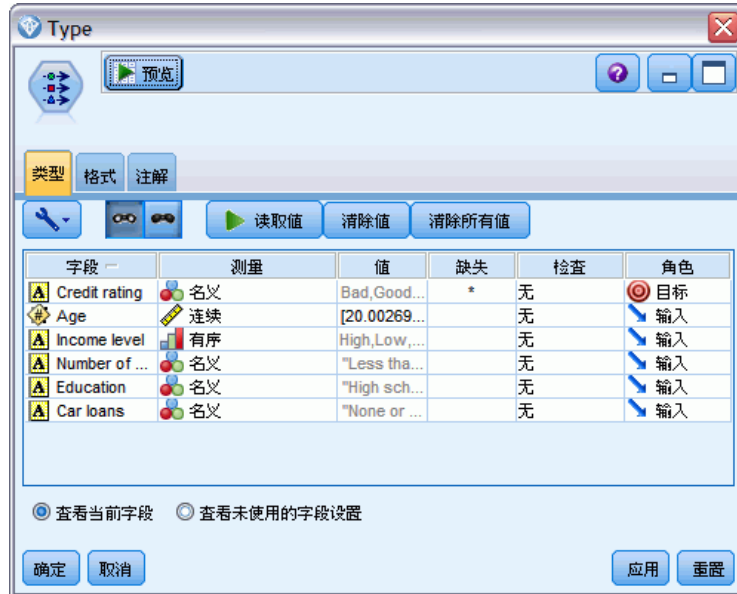 Type
预览
类型 格式 注解
读取值 清除值 清除所有值
字段 测量 值 缺失 检查 角色
Credit rating 名义 Bad,Good... * 无 目标
Age 连续 [20.00269... 无 输入
Income level 有序 High,Low,... 无 输入
Number of ... 名义 "Less tha... 无 输入
Education 名义 "High sch... 无 输入
Car loans 名义 "None or ... 无 输入
查看当前字段 查看未使用的字段设置
确定 取消 应用 重置